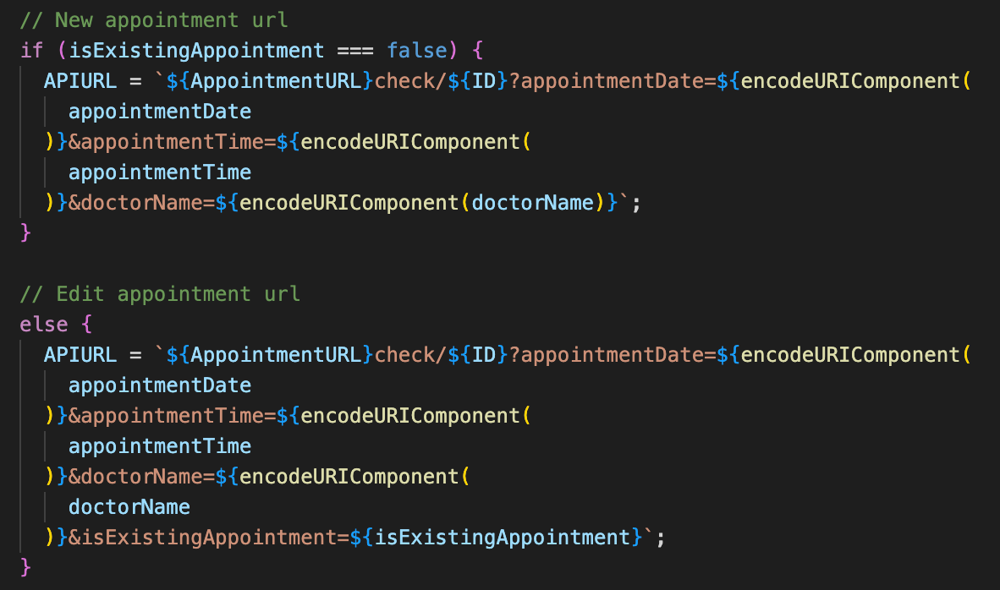 // New appointment url
if (isExistingAppointment === false) {
  APIURL = `${AppointmentURL}check/${ID}?appointmentDate=${encodeURIComponent(
    appointmentDate
  )}&appointmentTime=${encodeURIComponent(
    appointmentTime
  )}&doctorName=${encodeURIComponent(doctorName)}`;
}

// Edit appointment url
else {
  APIURL = `${AppointmentURL}check/${ID}?appointmentDate=${encodeURIComponent(
    appointmentDate
  )}&appointmentTime=${encodeURIComponent(
    appointmentTime
  )}&doctorName=${encodeURIComponent(
    doctorName
  )}&isExistingAppointment=${isExistingAppointment}`;
}